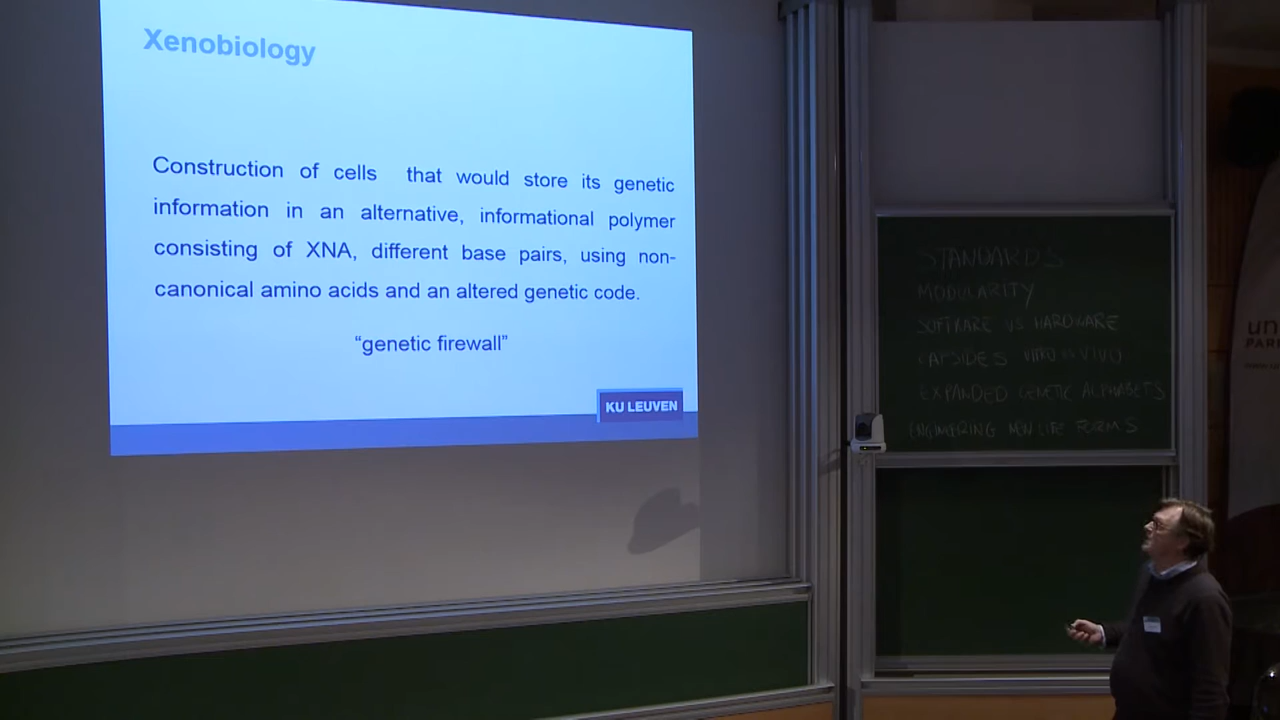 Xenobiology
Construction of cells that would store its genetic
information in an alternative, informational polymer
consisting of XNA, different base pairs, using non-
canonical amino acids and an altered genetic code.
“genetic firewall”
KU LEUVEN
STANDARDS
MODULARITY
SOFTWARE VS HARDWARE
CAPSIDES VITRO VS VIVO
EXPANDED GENETIC ALPHABETS
ENGINEERING NEW LIFE FORMS
un
PARI